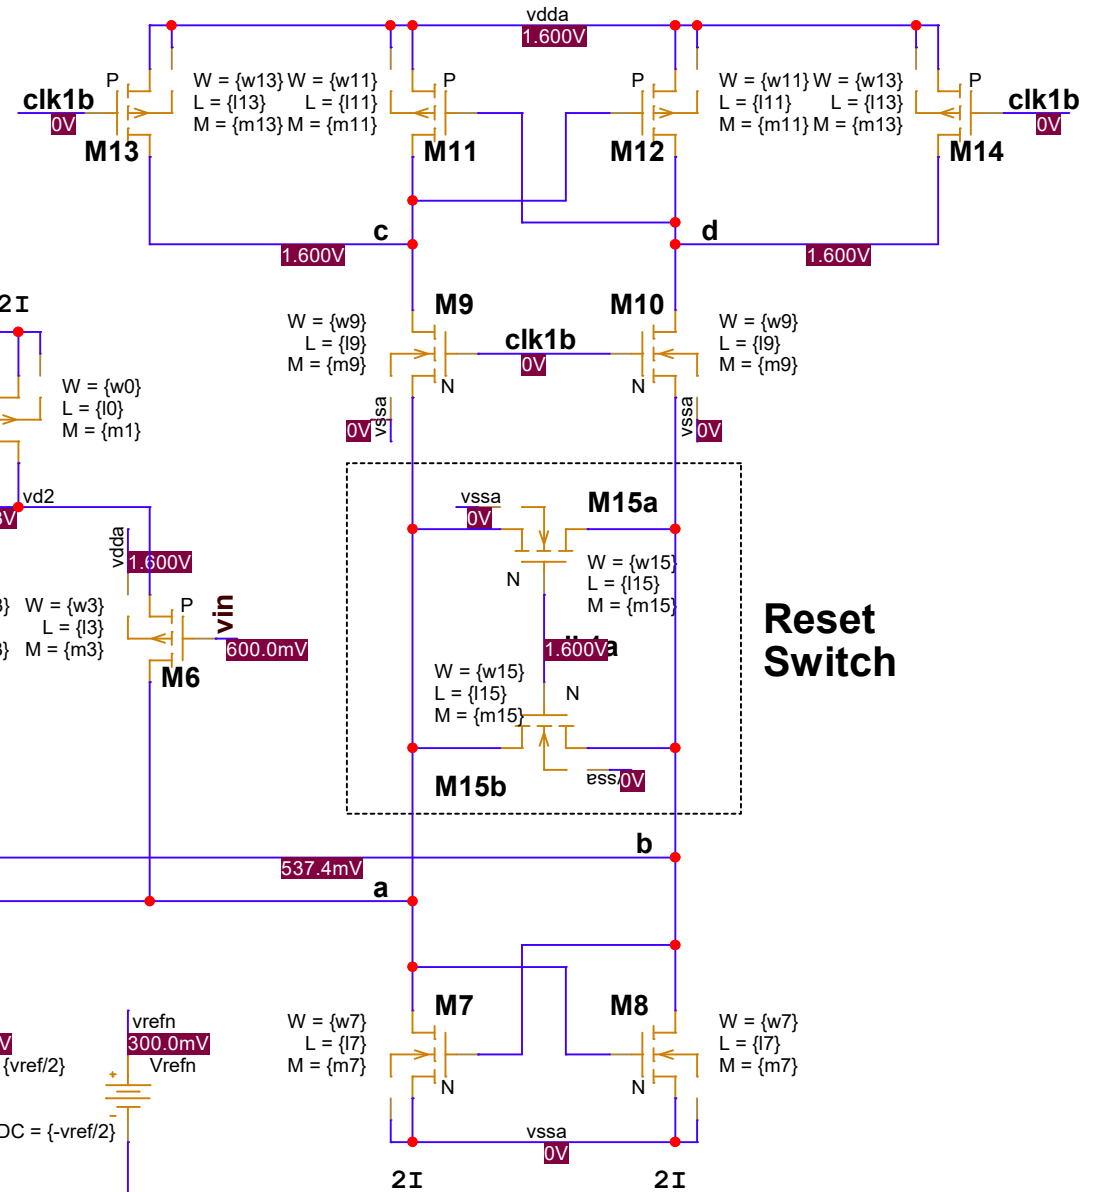 vdda
1.600V
P
W = {w13}
W = {w11}
P
P
W = {w11}
W = {w13}
P
clk1b
L = {l13}
L = {l11}
L = {l11}
L = {l13}
clk1b
0V
M = {m13}
M = {m11}
M = {m11}
M = {m13}
0V
M13
M11
M12
M14
c
d
1.600V
1.600V
2I
M9
M10
W = {w9}
L = {l9}
M = {m9}
clk1b
0V
W = {w9}
L = {l9}
M = {m9}
N
N
W = {w0}
L = {l0}
M = {m1}
0V
vssa
vssa
0V
vd2
vssa
0V
M15a
vdda
1.600V
W = {w15}
L = {l15}
M = {m15}
N
W = {w3}
L = {l3}
M = {m3}
P
vin
600.0mV
M6
1.600V
Reset
Switch
W = {w15}
L = {l15}
M = {m15}
N
M15b
vssa
0V
b
537.4mV
a
M7
M8
vrefn
300.0mV
Vrefn
{vref/2}
W = {w7}
L = {l7}
M = {m7}
W = {w7}
L = {l7}
M = {m7}
N
N
+
−
DC = {-vref/2}
vssa
0V
2I
2I